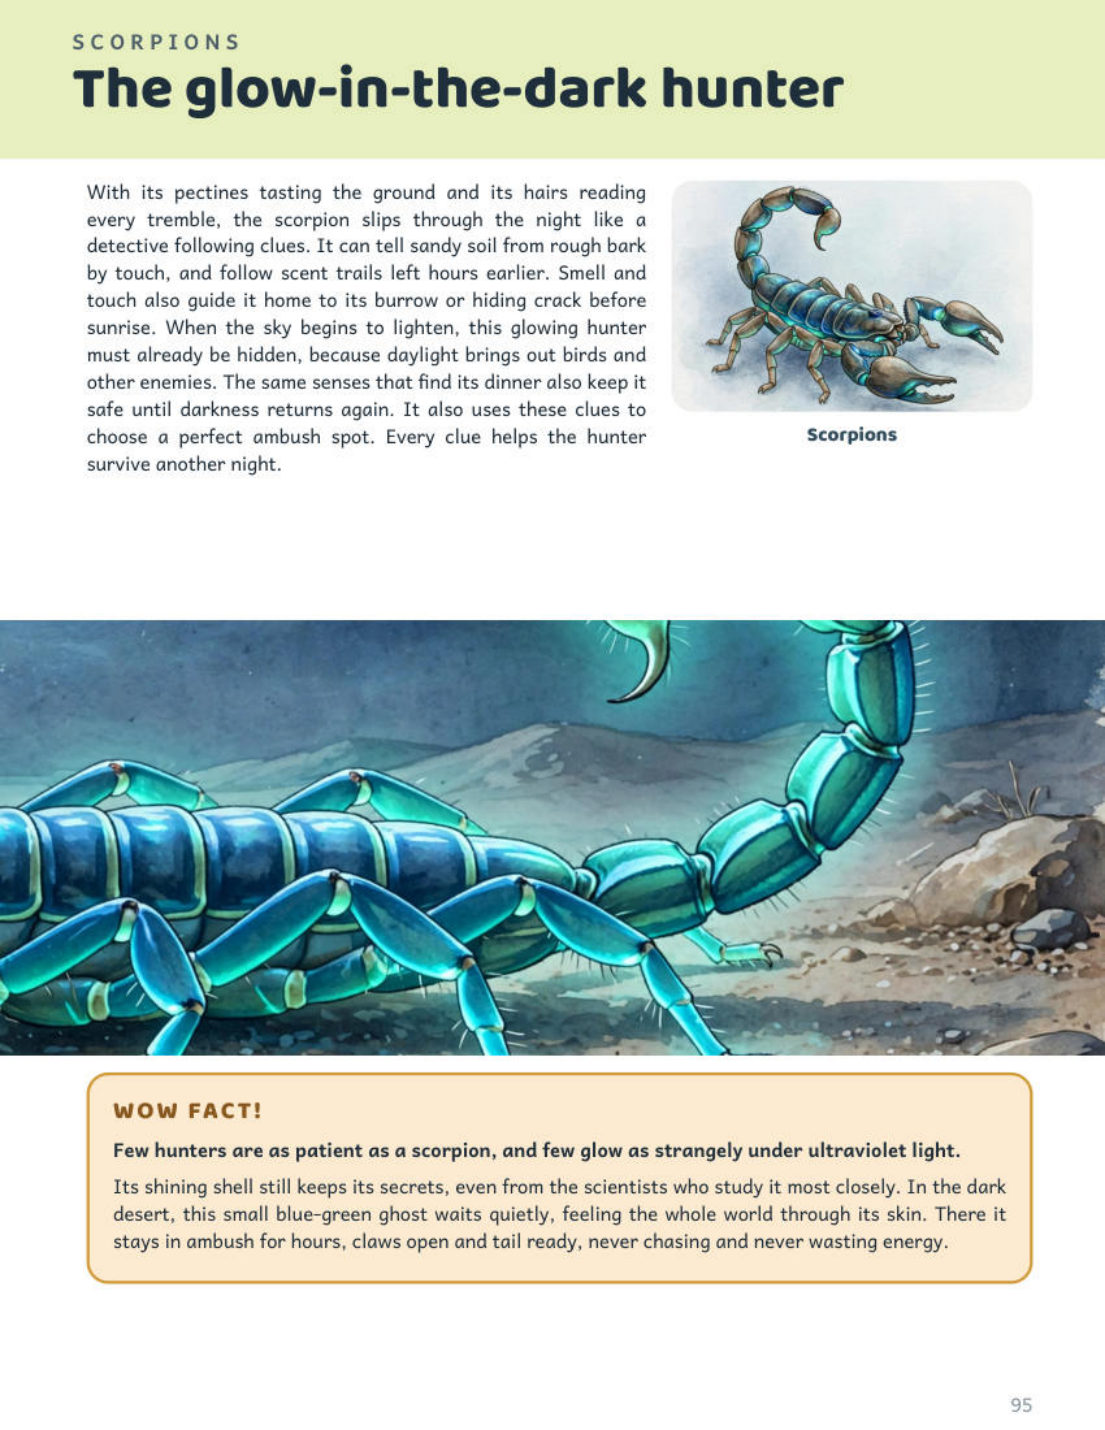 SCORPIONS
The glow-in-the-dark hunter
With its pectines tasting the ground and its hairs reading
every tremble, the scorpion slips through the night like a
detective following clues. It can tell sandy soil from rough bark
by touch, and follow scent trails left hours earlier. Smell and
touch also guide it home to its burrow or hiding crack before
sunrise. When the sky begins to lighten, this glowing hunter
must already be hidden, because daylight brings out birds and
other enemies. The same senses that find its dinner also keep it
safe until darkness returns again. It also uses these clues to
choose a perfect ambush spot. Every clue helps the hunter
survive another night.
Scorpions
WOW FACT!
Few hunters are as patient as a scorpion, and few glow as strangely under ultraviolet light.
Its shining shell still keeps its secrets, even from the scientists who study it most closely. In the dark
desert, this small blue-green ghost waits quietly, feeling the whole world through its skin. There it
stays in ambush for hours, claws open and tail ready, never chasing and never wasting energy.
95